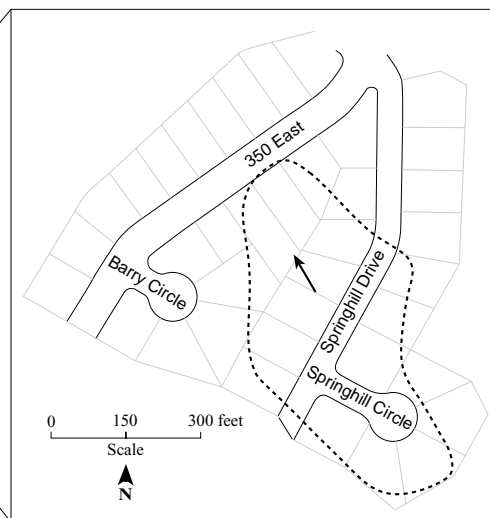 350 East
Barry Circle
Springhill Drive
Springhill Circle
0 150 300 feet
Scale
N